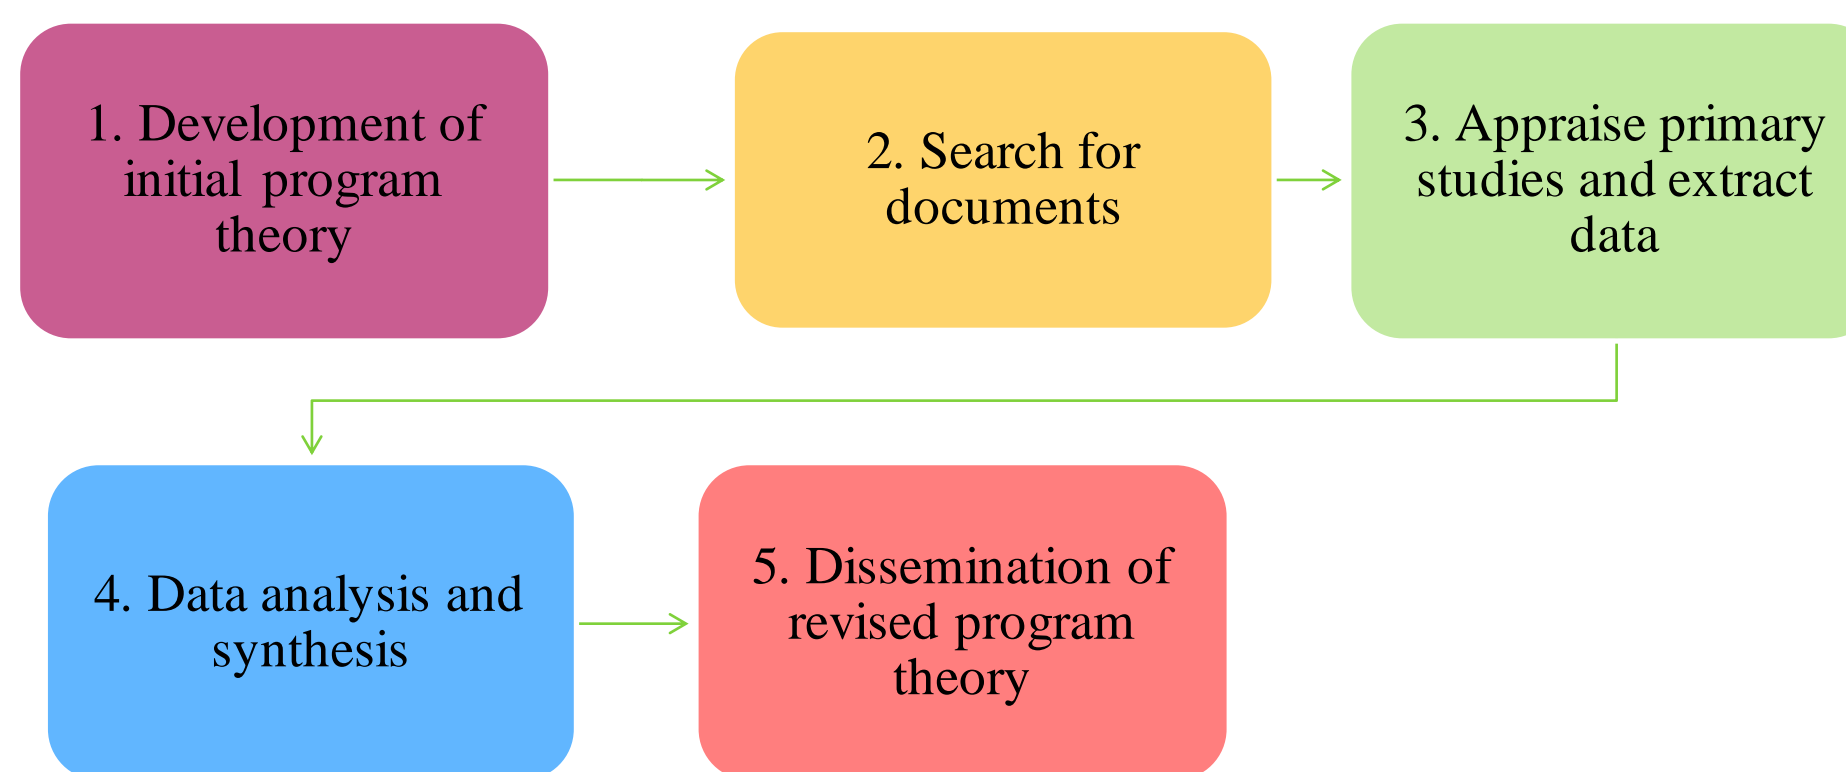 1. Development of
initial program
theory
2. Search for
documents
3. Appraise primary
studies and extract
data
4. Data analysis and
synthesis
5. Dissemination of
revised program
theory